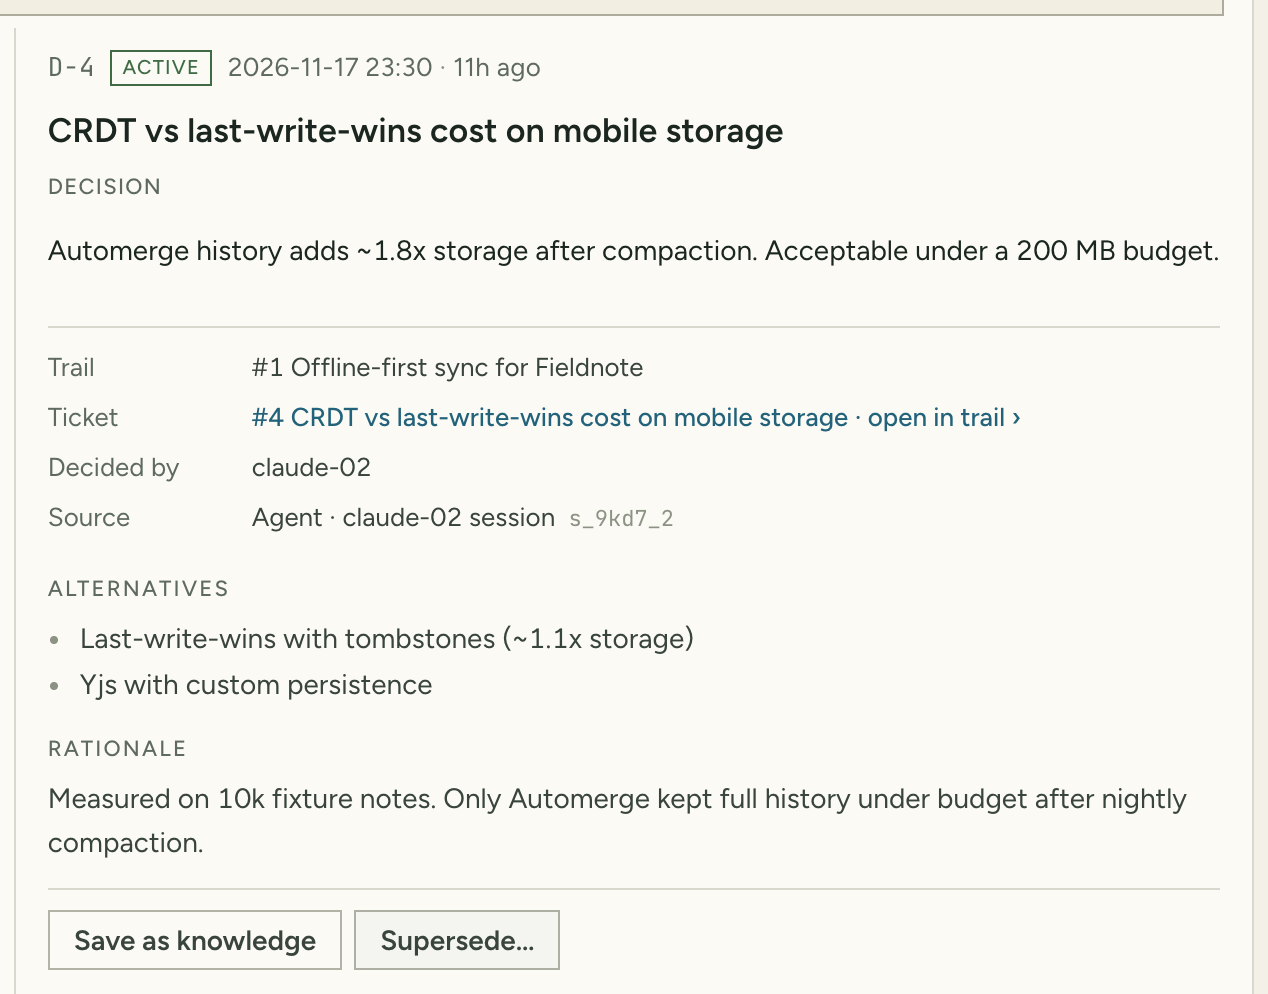 D-4 ACTIVE 2026-11-17 23:30 · 11h ago
CRDT vs last-write-wins cost on mobile storage
DECISION
Automerge history adds ~1.8x storage after compaction. Acceptable under a 200 MB budget.
Trail #1 Offline-first sync for Fieldnote
Ticket #4 CRDT vs last-write-wins cost on mobile storage · open in trail ›
Decided by claude-02
Source Agent · claude-02 session s_9kd7_2
ALTERNATIVES
• Last-write-wins with tombstones (~1.1x storage)
• Yjs with custom persistence
RATIONALE
Measured on 10k fixture notes. Only Automerge kept full history under budget after nightly
compaction.
Save as knowledge Supersede...